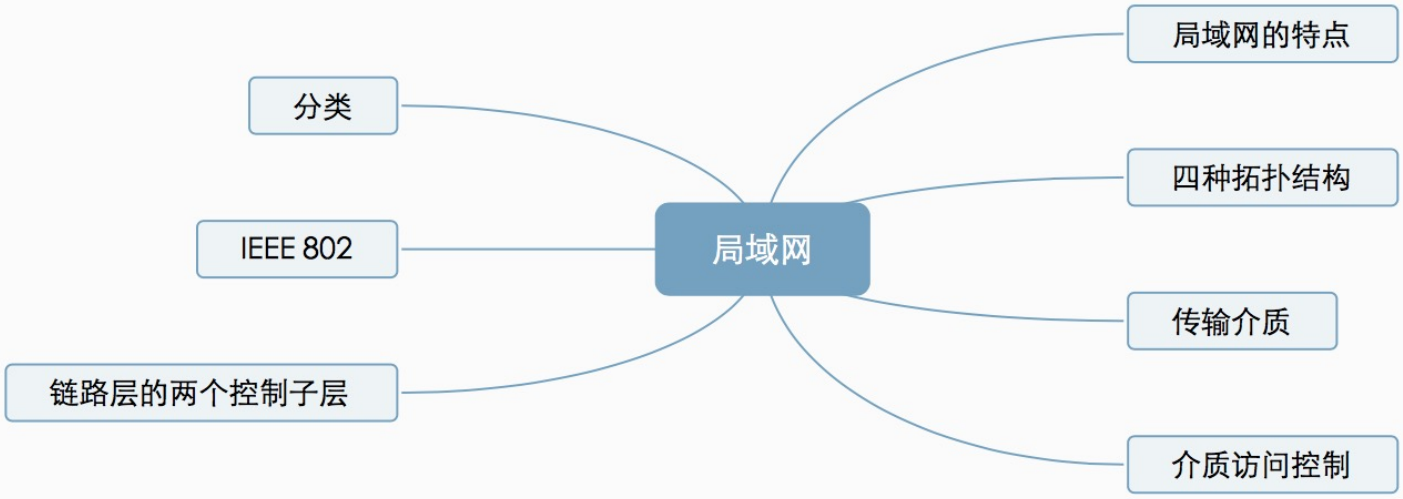 局域网的特点
分类
四种拓扑结构
IEEE 802
局域网
传输介质
链路层的两个控制子层
介质访问控制